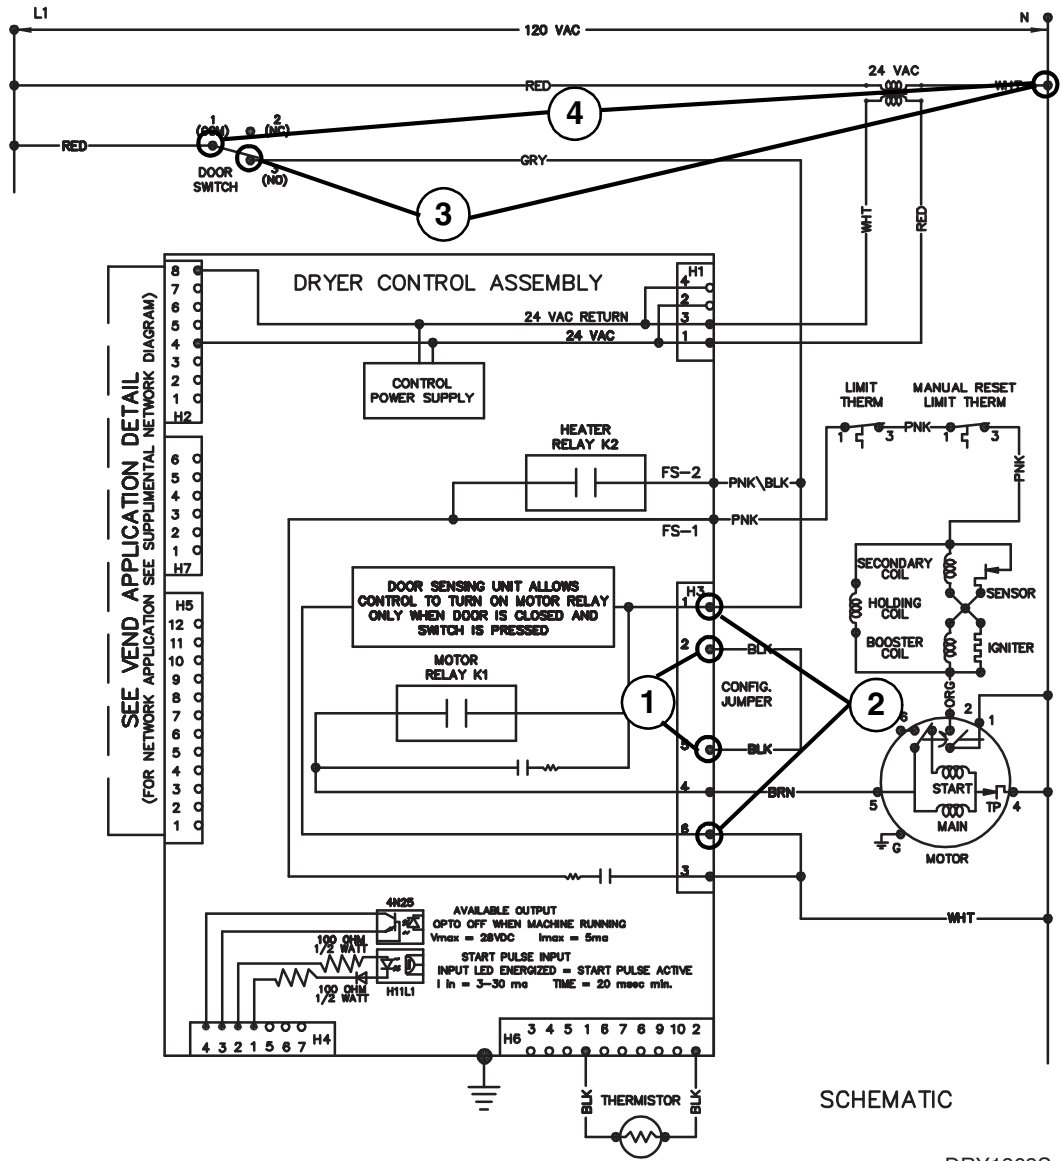 L1
N
120 VAC
24 VAC
RED
WHT
4
1
(COM)
2
(NC)
RED
GRY
DOOR
SWITCH
3
(NO)
3
WHT
RED
DRYER CONTROL ASSEMBLY
H1
4
2
3
1
24 VAC RETURN
24 VAC
CONTROL
POWER SUPPLY
8
7
6
5
4
3
2
1
H2
6
5
4
3
2
1
H7
H5
12
11
10
9
8
7
6
5
4
3
2
1
SEE VEND APPLICATION DETAIL
(FOR NETWORK APPLICATION SEE SUPPLIMENTAL NETWORK DIAGRAM)
LIMIT
THERM
MANUAL RESET
LIMIT THERM
1
3
PNK
1
3
PNK
HEATER
RELAY K2
FS-2
PNK\BLK
PNK
FS-1
DOOR SENSING UNIT ALLOWS
CONTROL TO TURN ON MOTOR RELAY
ONLY WHEN DOOR IS CLOSED AND
SWITCH IS PRESSED
H3
1
2
5
4
6
3
BLK
CONFIG.
JUMPER
BLK
BRN
MOTOR
RELAY K1
1
2
SECONDARY
COIL
HOLDING
COIL
BOOSTER
COIL
SENSOR
IGNITER
ORG
6
2
1
START
MAIN
TP
4
5
G
MOTOR
WHT
4N25
AVAILABLE OUTPUT
OPTO OFF WHEN MACHINE RUNNING
Vmax = 28VDC Imax = 5ma
100 OHM
1/2 WATT
START PULSE INPUT
INPUT LED ENERGIZED = START PULSE ACTIVE
I in = 3-30 ma TIME = 20 msec min.
100 OHM
1/2 WATT
H11L1
4 3 2 1 5 6 7
H4
H6
3 4 5 1 6 7 8 9 10 2
BLK
THERMISTOR
BLK
SCHEMATIC